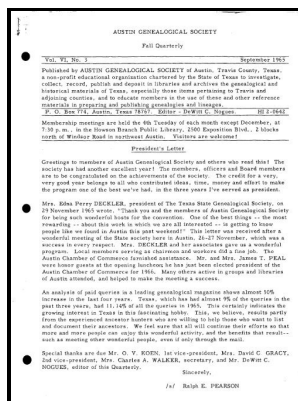 AUSTIN GENEALOGICAL SOCIETY
Fall Quarterly
Vol. VI, No. 3 September 1965
Published by AUSTIN GENEALOGICAL SOCIETY of Austin, Travis County, Texas,
a non-profit educational organization chartered by the State of Texas to investigate,
collect, record, publish and deposit in libraries and archives the genealogical and
historical materials of Texas, especially those items pertaining to Travis and
adjoining counties, and to educate members in the use of these and other reference
materials in preparing and publishing genealogies and lineages.
P. O. Box 774, Austin, Texas 78767. Editor - DeWitt C. Nogues. HI 2-0642
Membership meetings are held the 4th Tuesday of each month except December, at
7:30 p.m., in the Howson Branch Public Library, 2500 Exposition Blvd., 2 blocks
north of Windsor Road in northwest Austin. Visitors are welcome!
President's Letter
Greetings to members of Austin Genealogical Society and others who read this! The
society has had another excellent year! The members, officers and Board members
are to be congratulated on the achievements of the society. The credit for a very,
very good year belongs to all who contributed ideas, time, money and effort to make
the program one of the best we've had, in the three years I've served as president.
Mrs. Edna Perry DECKLER, president of The Texas State Genealogical Society, on
29 November 1965 wrote, "Thank you and the members of Austin Genealogical Society
for being such wonderful hosts for the convention. One of the best things -- the most
rewarding -- about this work in which we are all interested -- is getting to know
people like we found in Austin this past weekend!" This letter was received after a
wonderful meeting of the state society here in Austin, 26-27 November, which was a
success in every respect. Mrs. DECKLER and her associates gave us a wonderful
program. Local members serving as chairmen and workers did a fine job. The
Austin Chamber of Commerce furnished assistance. Mr. and Mrs. James T. PEAL
were honor guests at the opening luncheon he has just been elected president of the
Austin Chamber of Commerce for 1966. Many others active in groups and libraries
of Austin attended, and helped to make the meeting a success.
An analysis of paid queries in a leading genealogical magazine shows almost 50%
increase in the last four years. Texas, which has had almost 9% of the queries in the
past three years, had 11.14% of all the queries in 1965. This certainly indicates the
growing interest in Texas in this fascinating hobby. This, we believe, results partly
from the experienced ancestor hunters who are willing to help those who want to list
and document their ancestors. We feel sure that all will continue their efforts so that
more and more people can enjoy this wonderful activity, and the benefits that result--
such as meeting other wonderful people, even if only through the mail.
Special thanks are due Mr. O. V. KOEN, 1st vice-president, Mrs. David C. GRACY,
2nd vice-president, Mrs. Charles A. WALKER, secretary, and Mr. DeWitt C.
NOGUES, editor of this Quarterly.
Sincerely,
/s/ Ralph E. PEARSON